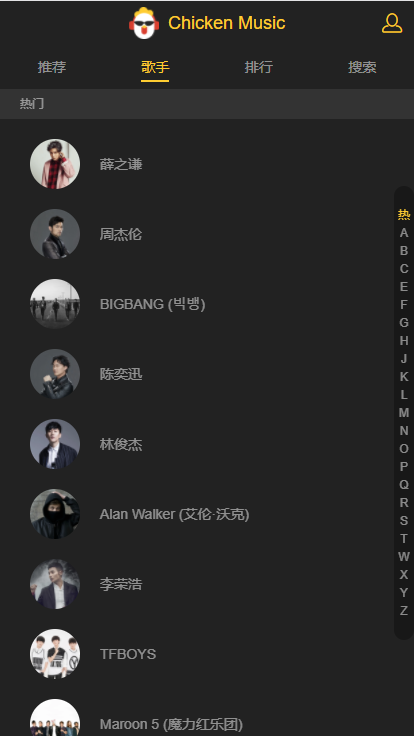 Chicken Music
推荐 歌手 排行 搜索
热门
薛之谦
周杰伦
BIGBANG (빅뱅)
陈奕迅
林俊杰
Alan Walker (艾伦·沃克)
李荣浩
TFBOYS
Maroon 5 (魔力红乐团)
热
A
B
C
E
F
G
H
J
K
L
M
N
O
P
Q
R
S
T
W
X
Y
Z